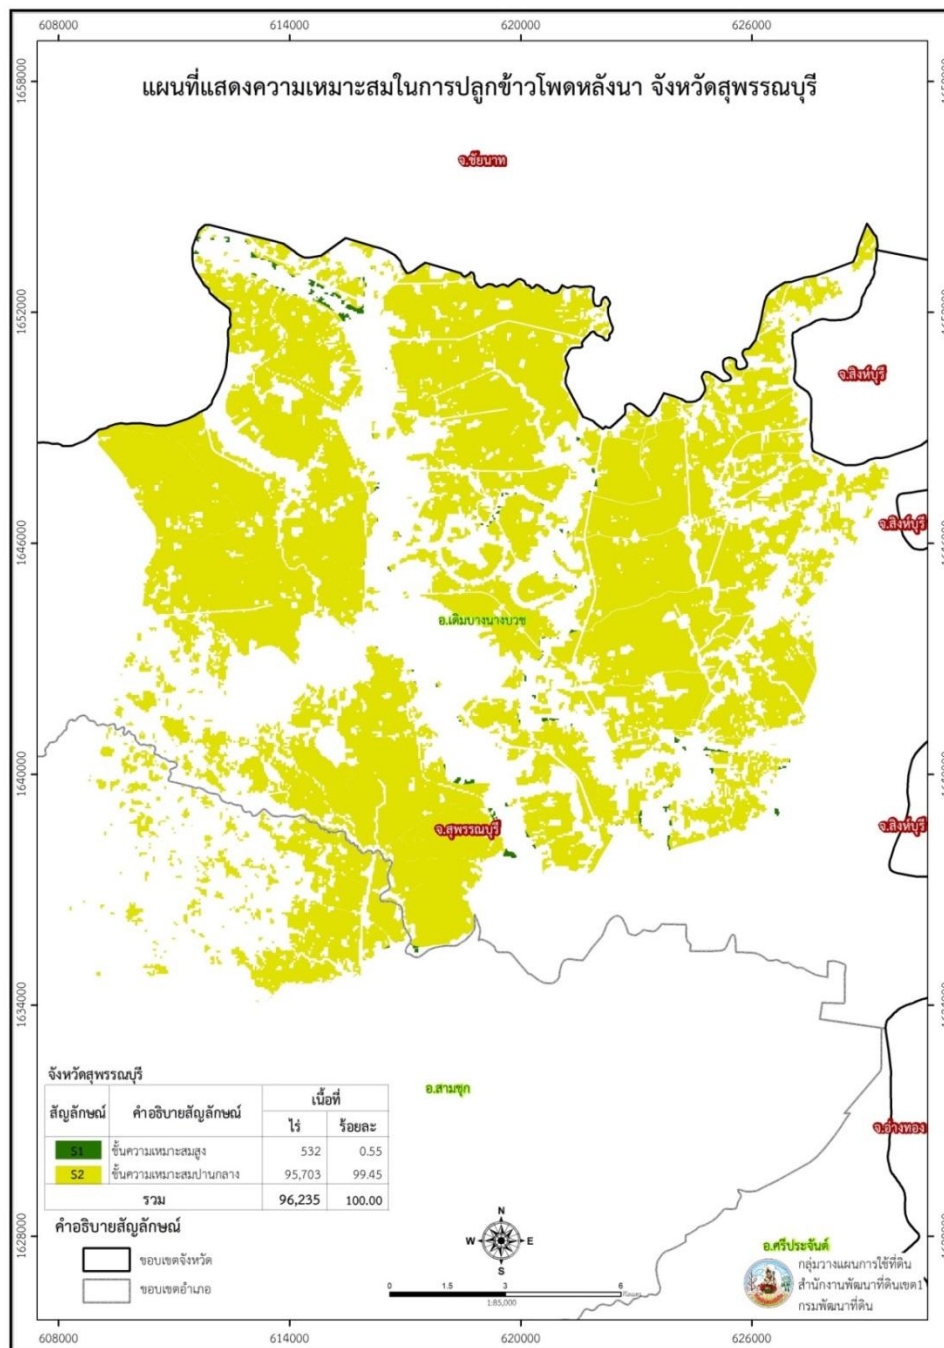 608000 614000 620000 626000
แผนที่แสดงความเหมาะสมในการปลูกข้าวโพดหลังนา จังหวัดสุพรรณบุรี
1658000
1658000
จ.ชัยนาท
1652000
1652000
จ.สิงห์บุรี
จ.สิงห์บุรี
1646000
1646000
อ.เดิมบางนางบวช
1640000
1640000
จ.สุพรรณบุรี
จ.สิงห์บุรี
1634000
1634000
จังหวัดสุพรรณบุรี
สัญลักษณ์ คำอธิบายสัญลักษณ์ เนื้อที่
ไร่ ร้อยละ
S1 ชั้นความเหมาะสมสูง 532 0.55
S2 ชั้นความเหมาะสมปานกลาง 95,703 99.45
รวม 96,235 100.00
อ.สามชุก
จ.อ่างทอง
คำอธิบายสัญลักษณ์
ขอบเขตจังหวัด
ขอบเขตอำเภอ
1628000
1628000
N
W E
S
0 1.5 3 6
1:85,000
อ.ศรีประจันต์
กลุ่มวางแผนการใช้ที่ดิน
สำนักงานพัฒนาที่ดินเขต1
กรมพัฒนาที่ดิน
608000 614000 620000 626000